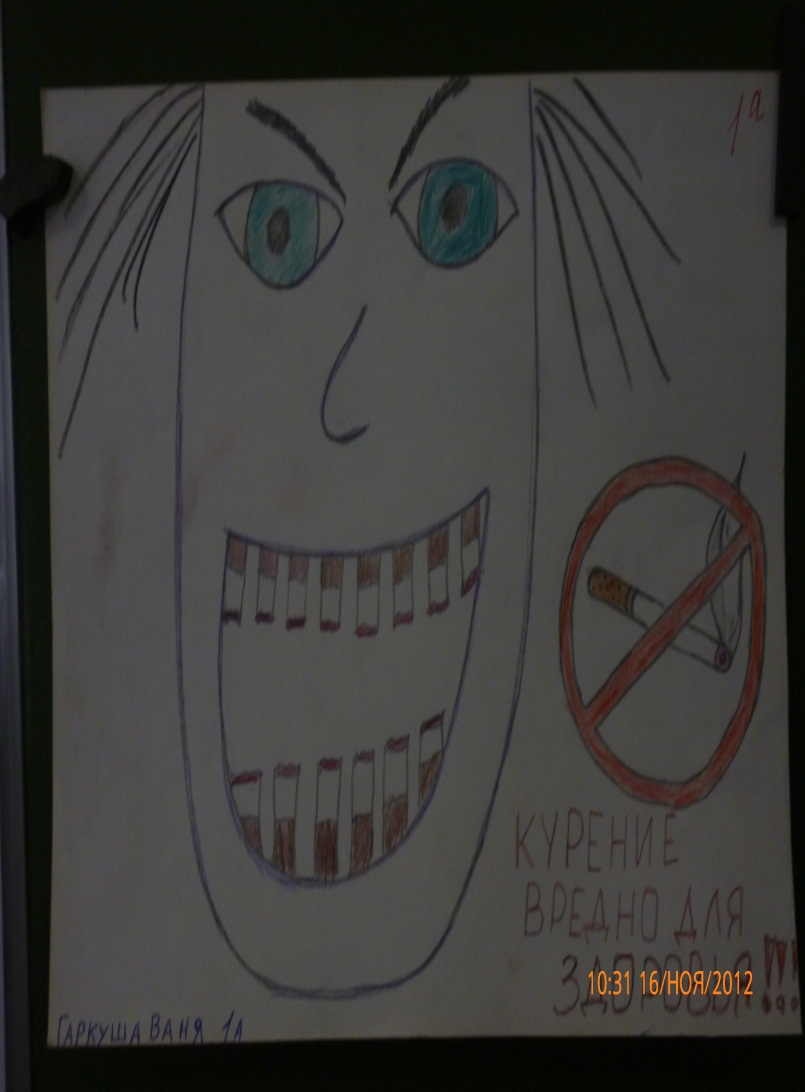 1а
КУРЕНИЕ
ВРЕДНО ДЛЯ
ЗДОРОВЬЯ!!!
10:31 16/НОЯ/2012
ГАРКУША ВАНЯ 1А